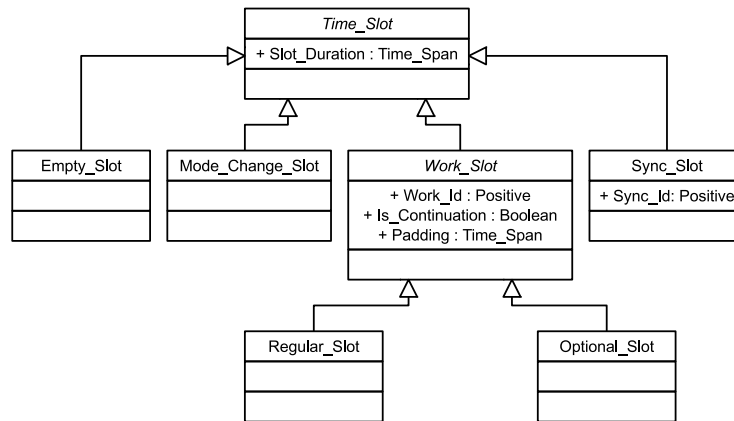 Time_Slot
+ Slot_Duration : Time_Span
Empty_Slot
Mode_Change_Slot
Work_Slot
+ Work_Id : Positive
+ Is_Continuation : Boolean
+ Padding : Time_Span
Sync_Slot
+ Sync_Id: Positive
Regular_Slot
Optional_Slot